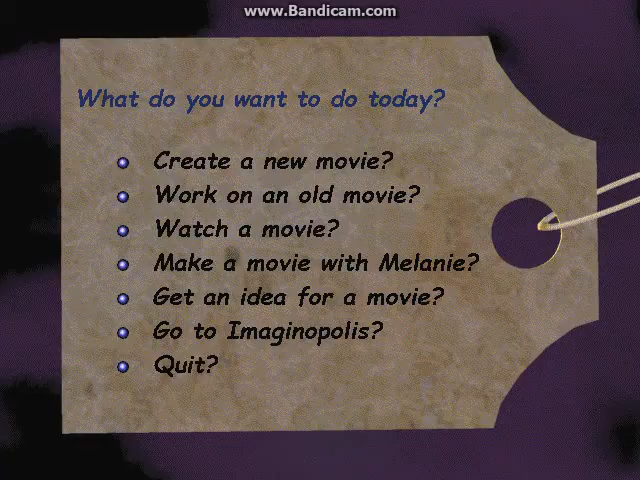 www.Bandicam.com
What do you want to do today?
Create a new movie?
Work on an old movie?
Watch a movie?
Make a movie with Melanie?
Get an idea for a movie?
Go to Imaginopolis?
Quit?